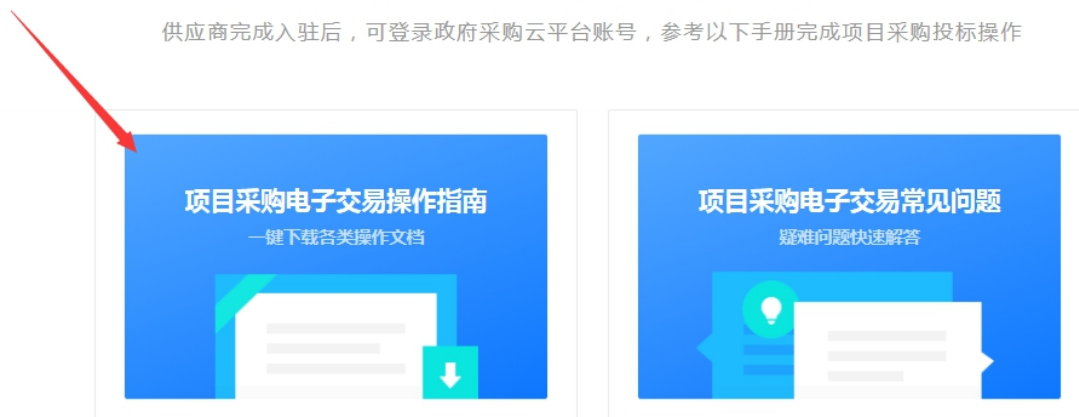 供应商完成入驻后，可登录政府采购云平台账号，参考以下手册完成项目采购投标操作
项目采购电子交易操作指南
一键下载各类操作文档
项目采购电子交易常见问题
疑难问题快速解答